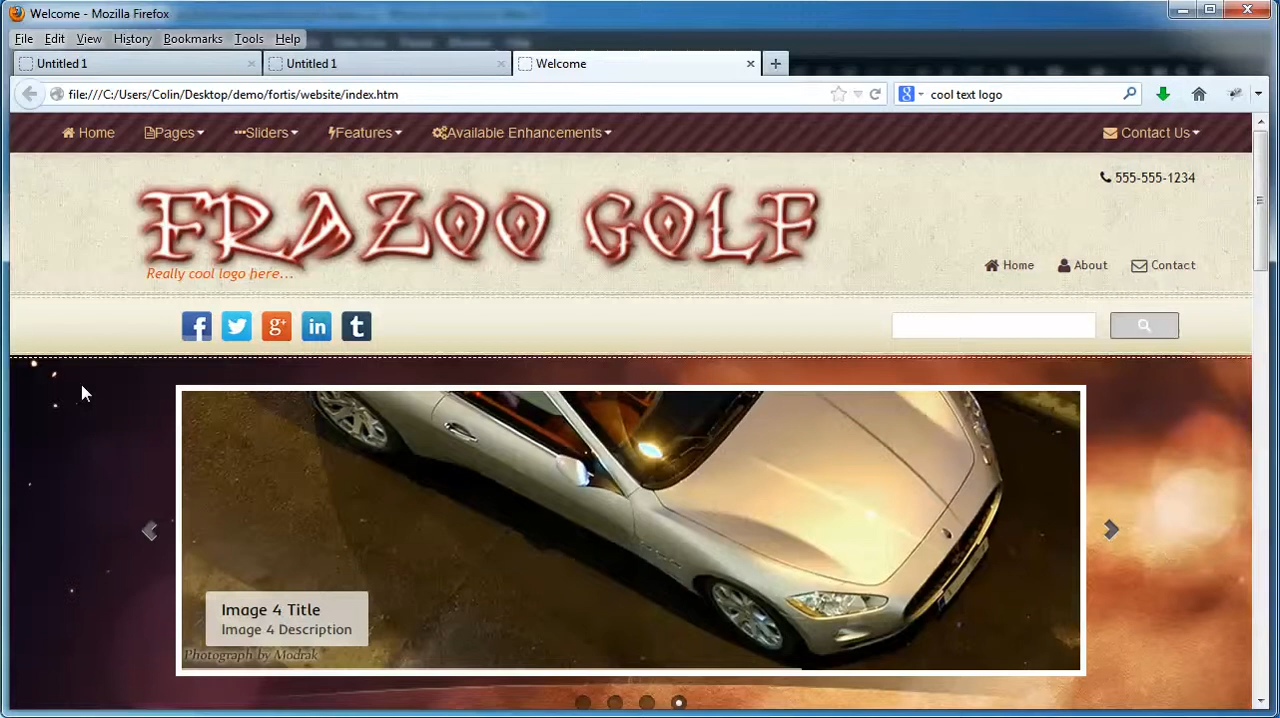 Welcome - Mozilla Firefox
File Edit View History Bookmarks Tools Help
Untitled 1
Untitled 1
Welcome
file:///C:/Users/Colin/Desktop/demo/fortis/website/index.htm
cool text logo
Home Pages Sliders Features Available Enhancements Contact Us
555-555-1234
FRAZOO GOLF
Really cool logo here...
Home About Contact
Image 4 Title
Image 4 Description
Photograph by Modrak